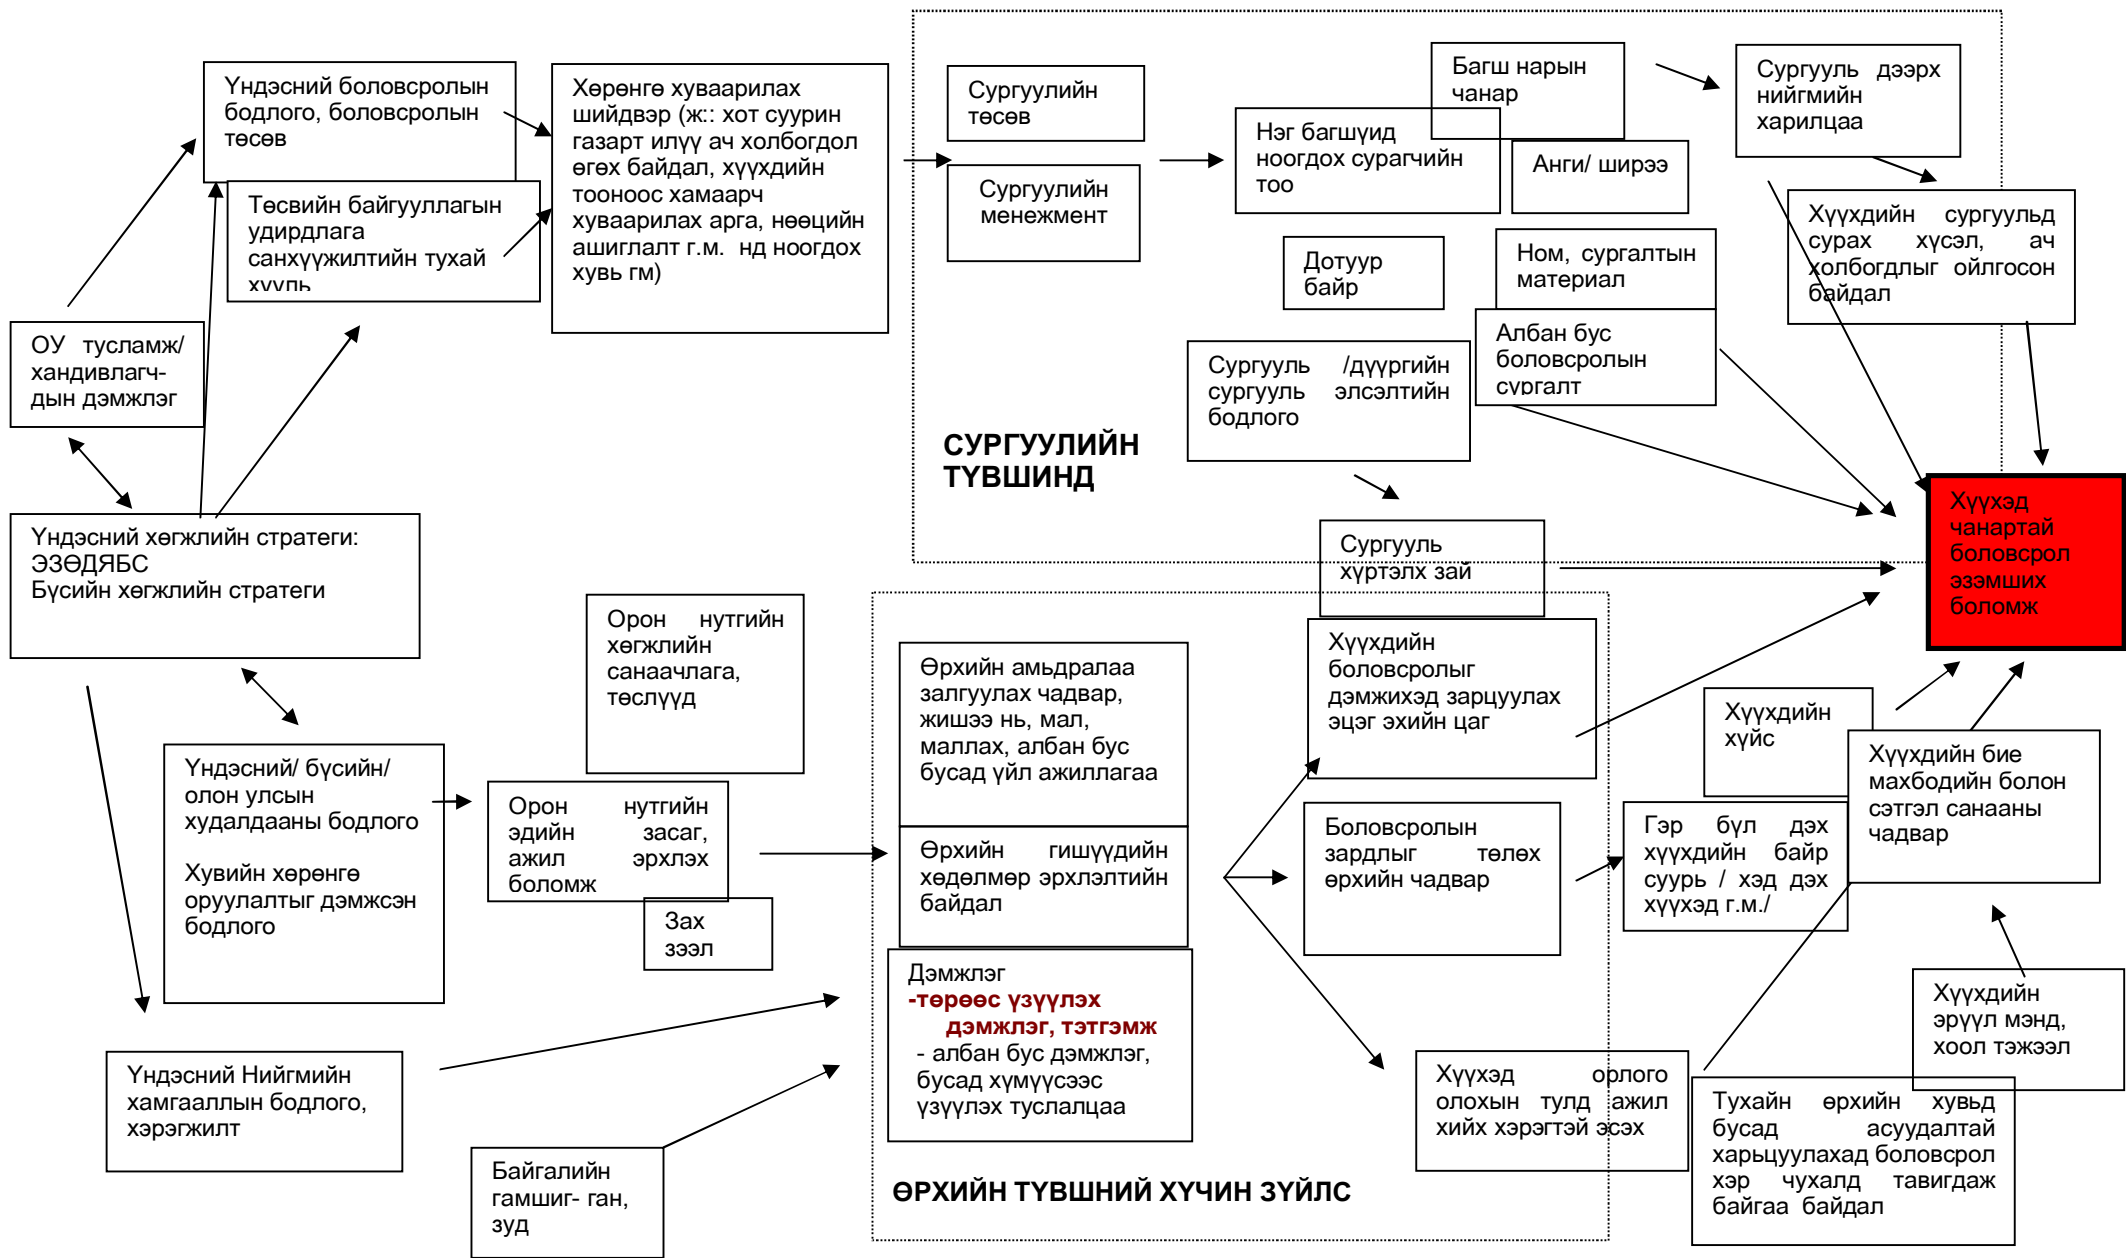 Үндэсний боловсролын
бодлого, боловсролын
төсөв
Төсвийн байгууллагын
удирдлага
санхүүжилтийн тухай
хууль
Хөрөнгө хуваарилах
шийдвэр (ж:: хот суурин
газарт илүү ач холбогдол
өгөх байдал, хүүхдийн
тооноос хамаарч
хуваарилах арга, нөөцийн
ашиглалт г.м. нд ноогдох
хувь гм)
Сургуулийн
төсөв
Сургуулийн
менежмент
Багш нарын
чанар
Нэг багшүид
ноогдох сурагчийн
тоо
Анги/ ширээ
Дотуур
байр
Ном, сургалтын
материал
Албан бус
боловсролын
сургалт
Сургууль /дүүргийн
сургууль элсэлтийн
бодлого
Сургууль дээрх
нийгмийн
харилцаа
Хүүхдийн сургуульд
сурах хүсэл, ач
холбогдлыг ойлгосон
байдал
СУРГУУЛИЙН
ТҮВШИНД
ОУ тусламж/
хандивлагч-
дын дэмжлэг
Үндэсний хөгжлийн стратеги:
ЭЗӨДЯБС
Бүсийн хөгжлийн стратеги
Сургууль
хүртэлх зай
Хүүхэд
чанартай
боловсрол
эзэмших
боломж
Орон нутгийн
хөгжлийн
санаачлага,
төслүүд
Өрхийн амьдралаа
залгуулах чадвар,
жишээ нь, мал,
маллах, албан бус
бусад үйл ажиллагаа
Хүүхдийн
боловсролыг
дэмжихэд зарцуулах
эцэг эхийн цаг
Хүүхдийн
хүйс
Хүүхдийн бие
махбодийн болон
сэтгэл санааны
чадвар
Үндэсний/ бүсийн/
олон улсын
худалдааны бодлого
Хувийн хөрөнгө
оруулалтыг дэмжсэн
бодлого
Орон нутгийн
эдийн засаг,
ажил эрхлэх
боломж
Зах
зээл
Өрхийн гишүүдийн
хөдөлмөр эрхлэлтийн
байдал
Боловсролын
зардлыг төлөх
өрхийн чадвар
Гэр бүл дэх
хүүхдийн байр
суурь / хэд дэх
хүүхэд г.м./
Дэмжлэг
-төрөөс үзүүлэх
дэмжлэг, тэтгэмж
- албан бус дэмжлэг,
бусад хүмүүсээс
үзүүлэх туслалцаа
Хүүхдийн
эрүүл мэнд,
хоол тэжээл
Үндэсний Нийгмийн
хамгааллын бодлого,
хэрэгжилт
Хүүхэд орлого
олохын тулд ажил
хийх хэрэгтэй эсэх
Тухайн өрхийн хувьд
бусад асуудалтай
харьцуулахад боловсрол
хэр чухалд тавигдаж
байгаа байдал
Байгалийн
гамшиг- ган,
зуд
ӨРХИЙН ТҮВШНИЙ ХҮЧИН ЗҮЙЛС